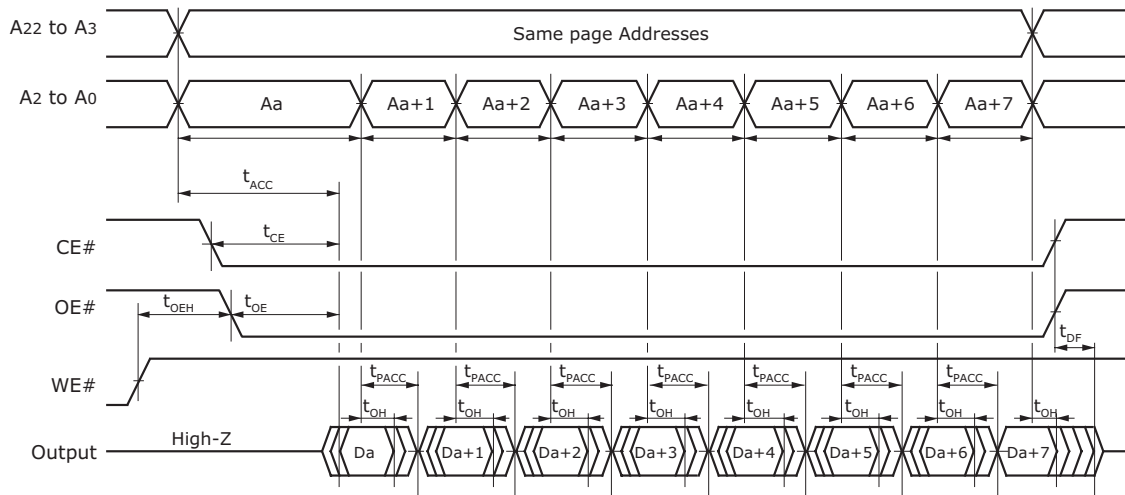 A22 to A3
Same page Addresses
A2 to A0
Aa
Aa+1
Aa+2
Aa+3
Aa+4
Aa+5
Aa+6
Aa+7
tACC
CE#
tCE
OE#
tOEH
tOE
tDF
WE#
tPACC
tPACC
tPACC
tPACC
tPACC
tPACC
tPACC
tOH
tOH
tOH
tOH
tOH
tOH
tOH
tOH
Output
High-Z
Da
Da+1
Da+2
Da+3
Da+4
Da+5
Da+6
Da+7